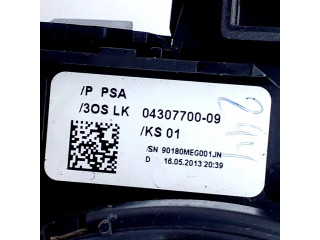 /P PSA
/3OS LK 04307700-09
/KS 01
/SN 90180MEG001JN
D 16.05.2013 20:39